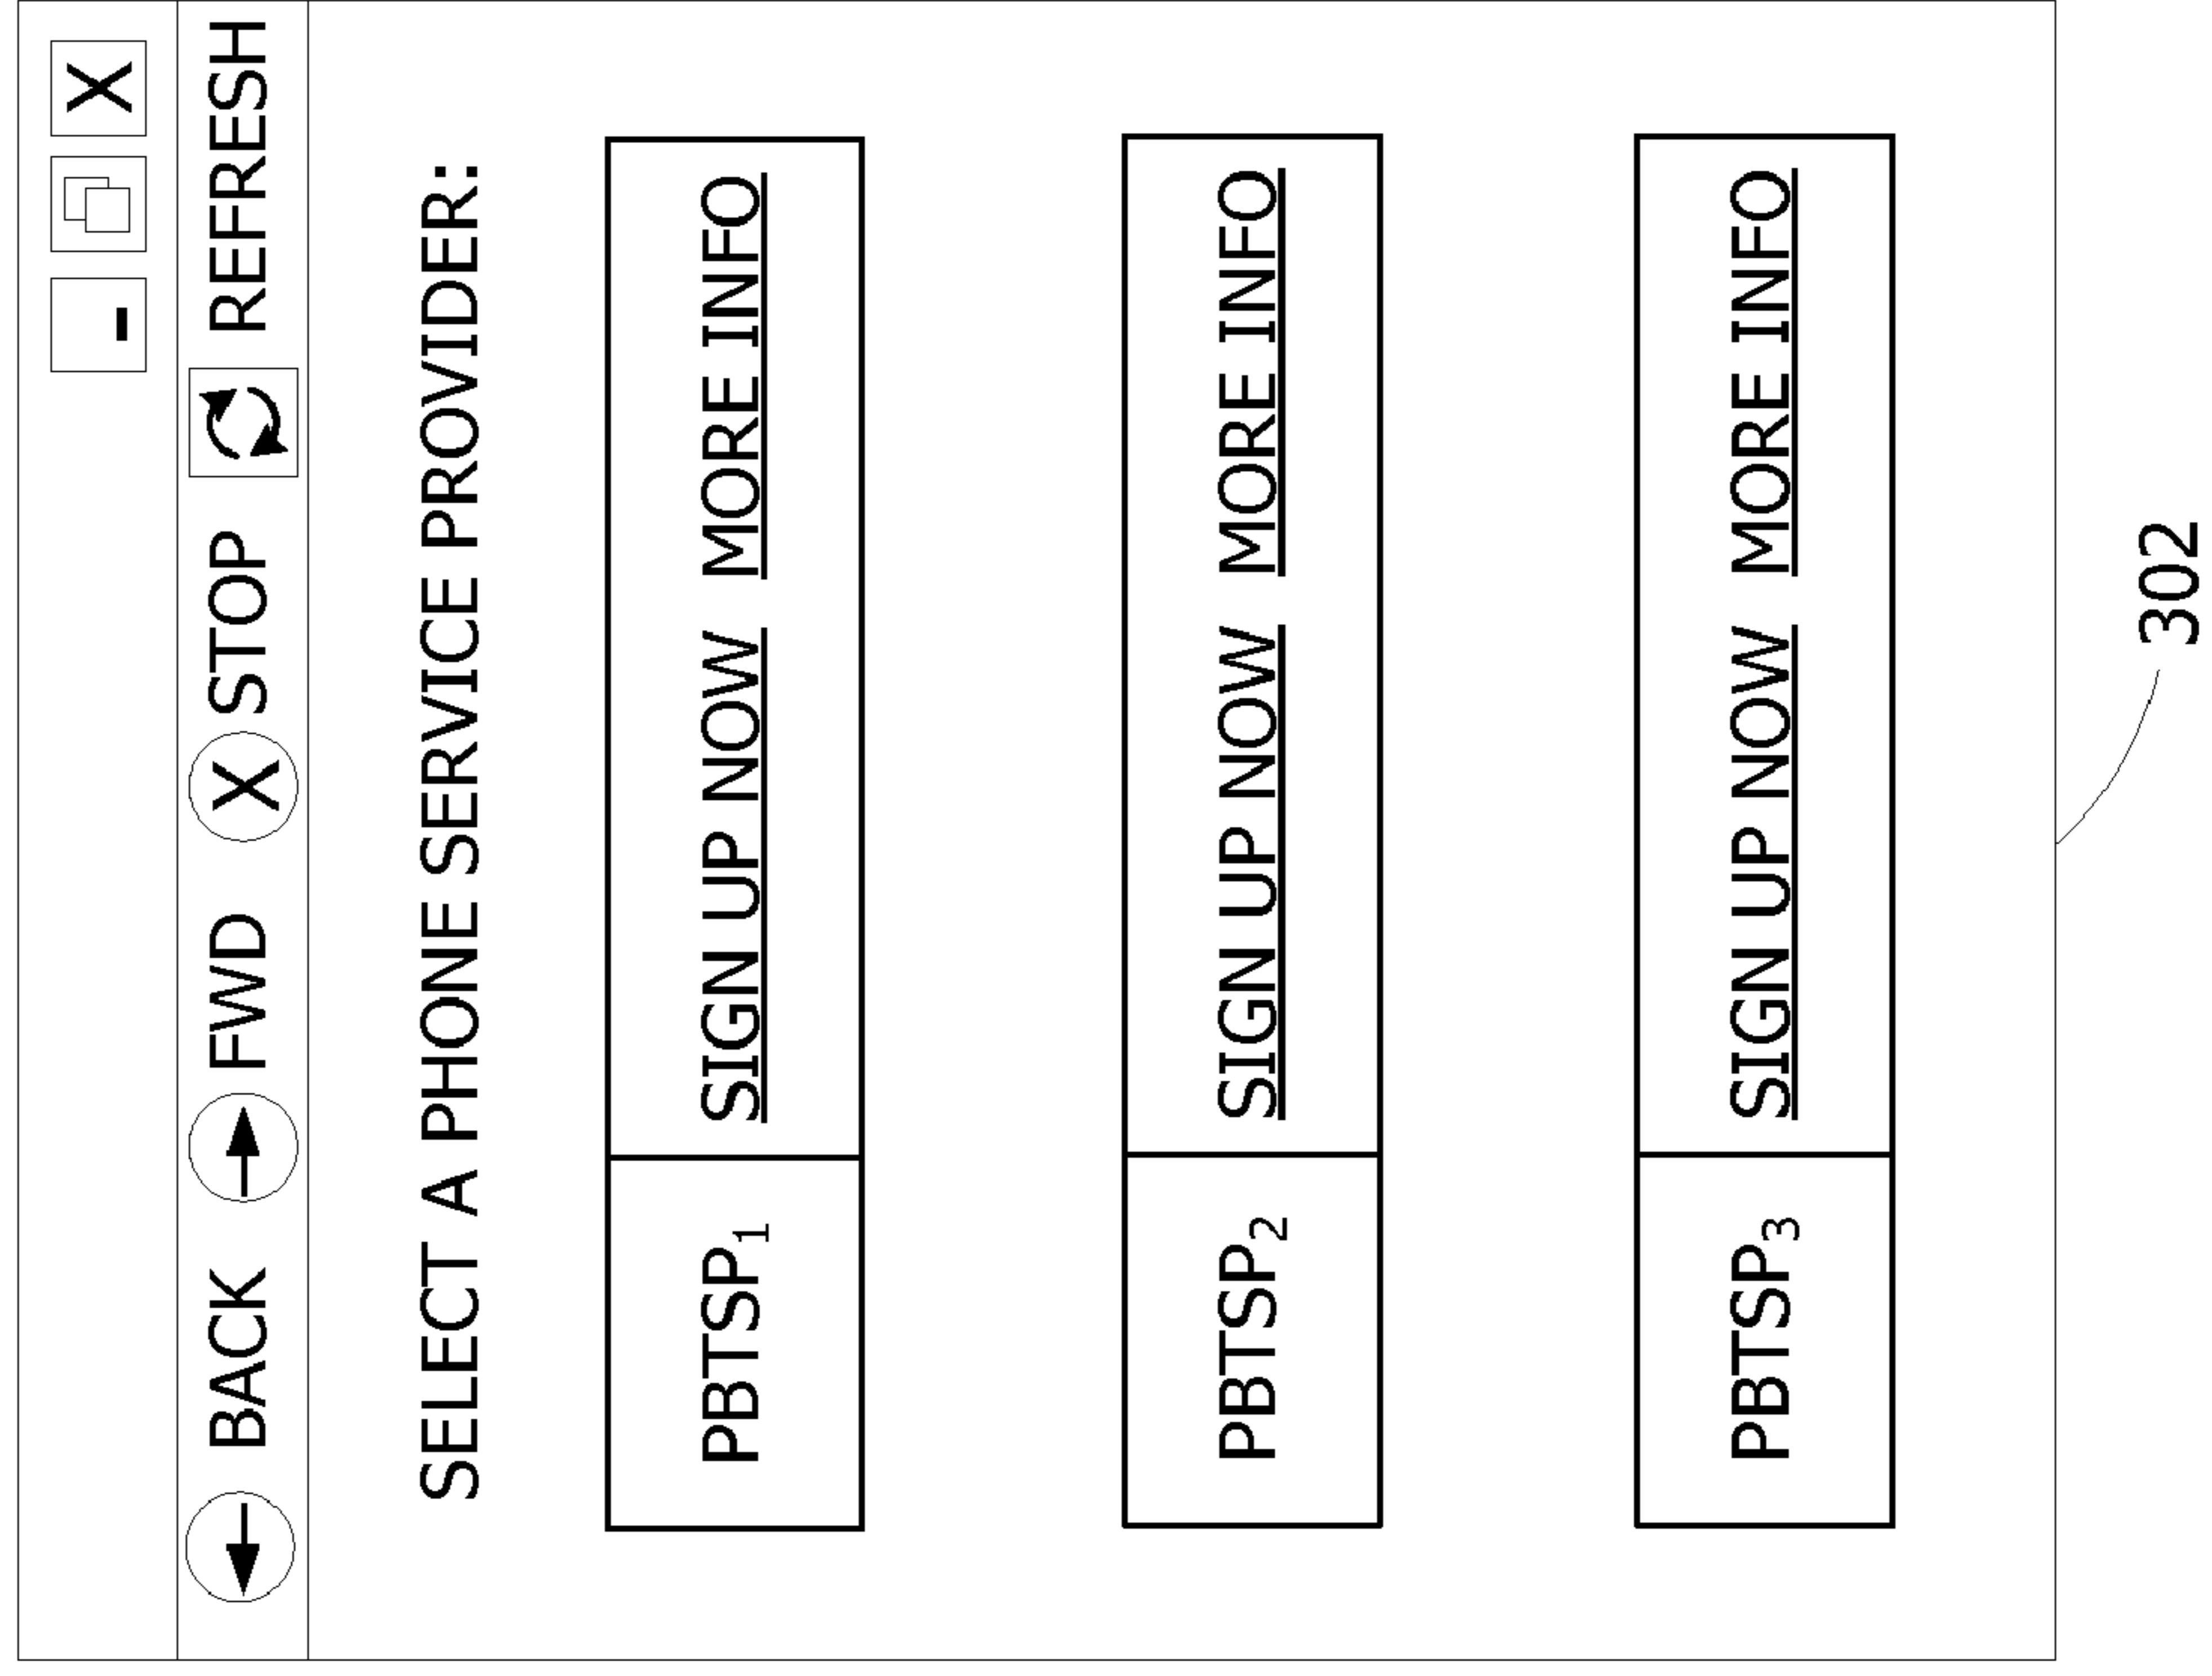 - X
BACK FWD X STOP REFRESH
SELECT A PHONE SERVICE PROVIDER:
PBTSP₁ SIGN UP NOW MORE INFO
PBTSP₂ SIGN UP NOW MORE INFO
PBTSP₃ SIGN UP NOW MORE INFO
302